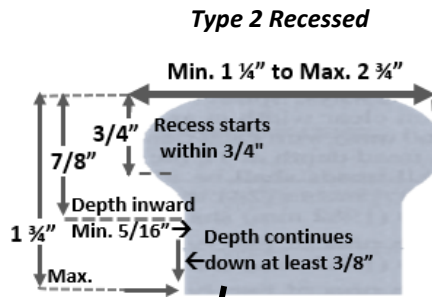 Type 2 Recessed
Min. 1 ¼” to Max. 2 ¾”
3/4”
Recess starts
within 3/4"
7/8”
Depth inward
Min. 5/16”
1 ¾”
Depth continues
down at least 3/8”
Max.